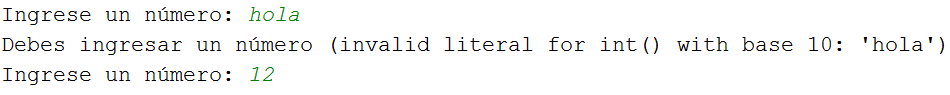 Ingrese un número: hola
Debes ingresar un número (invalid literal for int() with base 10: 'hola')
Ingrese un número: 12